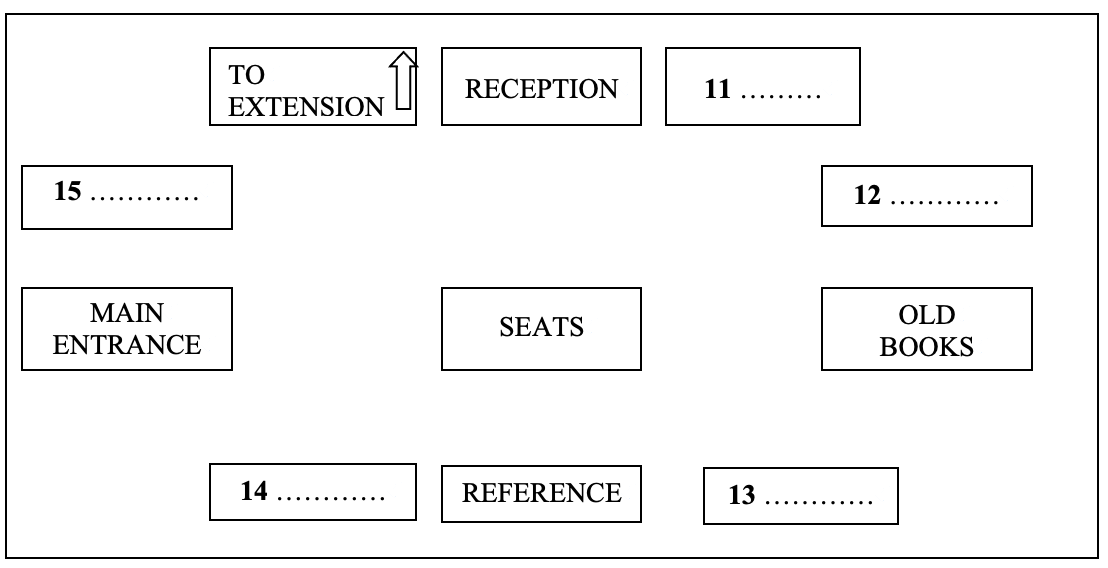 TO
EXTENSION
RECEPTION
11 .........
15 ............
12 ............
MAIN
ENTRANCE
SEATS
OLD
BOOKS
14 ............
REFERENCE
13 ............